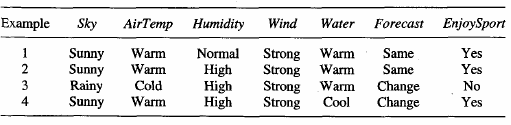 Example Sky AirTemp Humidity Wind Water Forecast EnjoySport
1 Sunny Warm Normal Strong Warm Same Yes
2 Sunny Warm High Strong Warm Same Yes
3 Rainy Cold High Strong Warm Change No
4 Sunny Warm High Strong Cool Change Yes